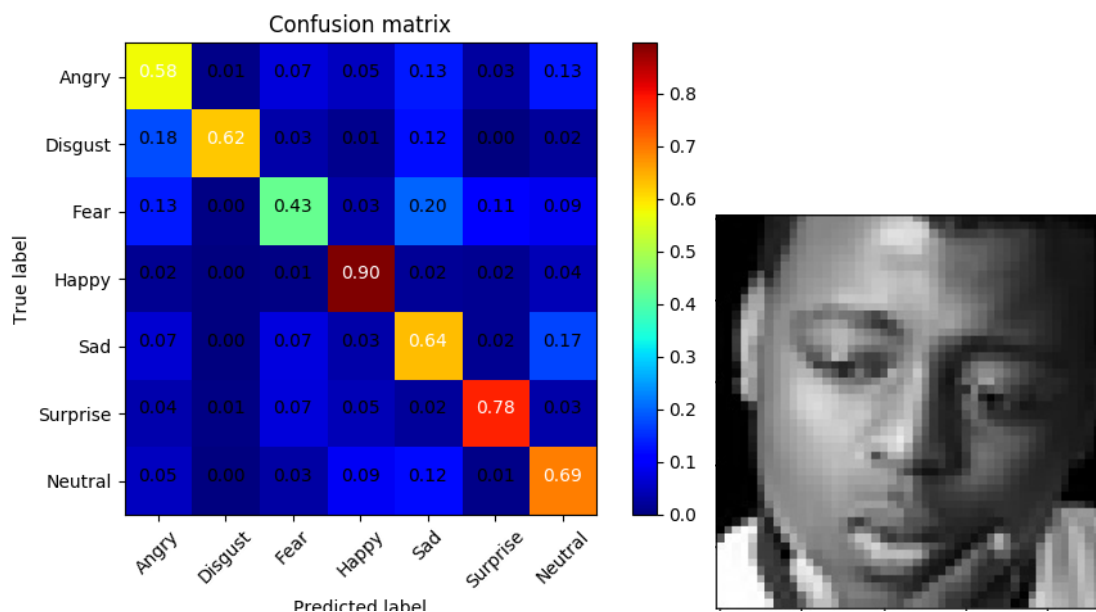 Confusion matrix
Angry 0.58 0.01 0.07 0.05 0.13 0.03 0.13
Disgust 0.18 0.62 0.03 0.01 0.12 0.00 0.02
Fear 0.13 0.00 0.43 0.03 0.20 0.11 0.09
Happy 0.02 0.00 0.01 0.90 0.02 0.02 0.04
Sad 0.07 0.00 0.07 0.03 0.64 0.02 0.17
Surprise 0.04 0.01 0.07 0.05 0.02 0.78 0.03
Neutral 0.05 0.00 0.03 0.09 0.12 0.01 0.69
True label
Angry Disgust Fear Happy Sad Surprise Neutral
Predicted label
0.8
0.7
0.6
0.5
0.4
0.3
0.2
0.1
0.0